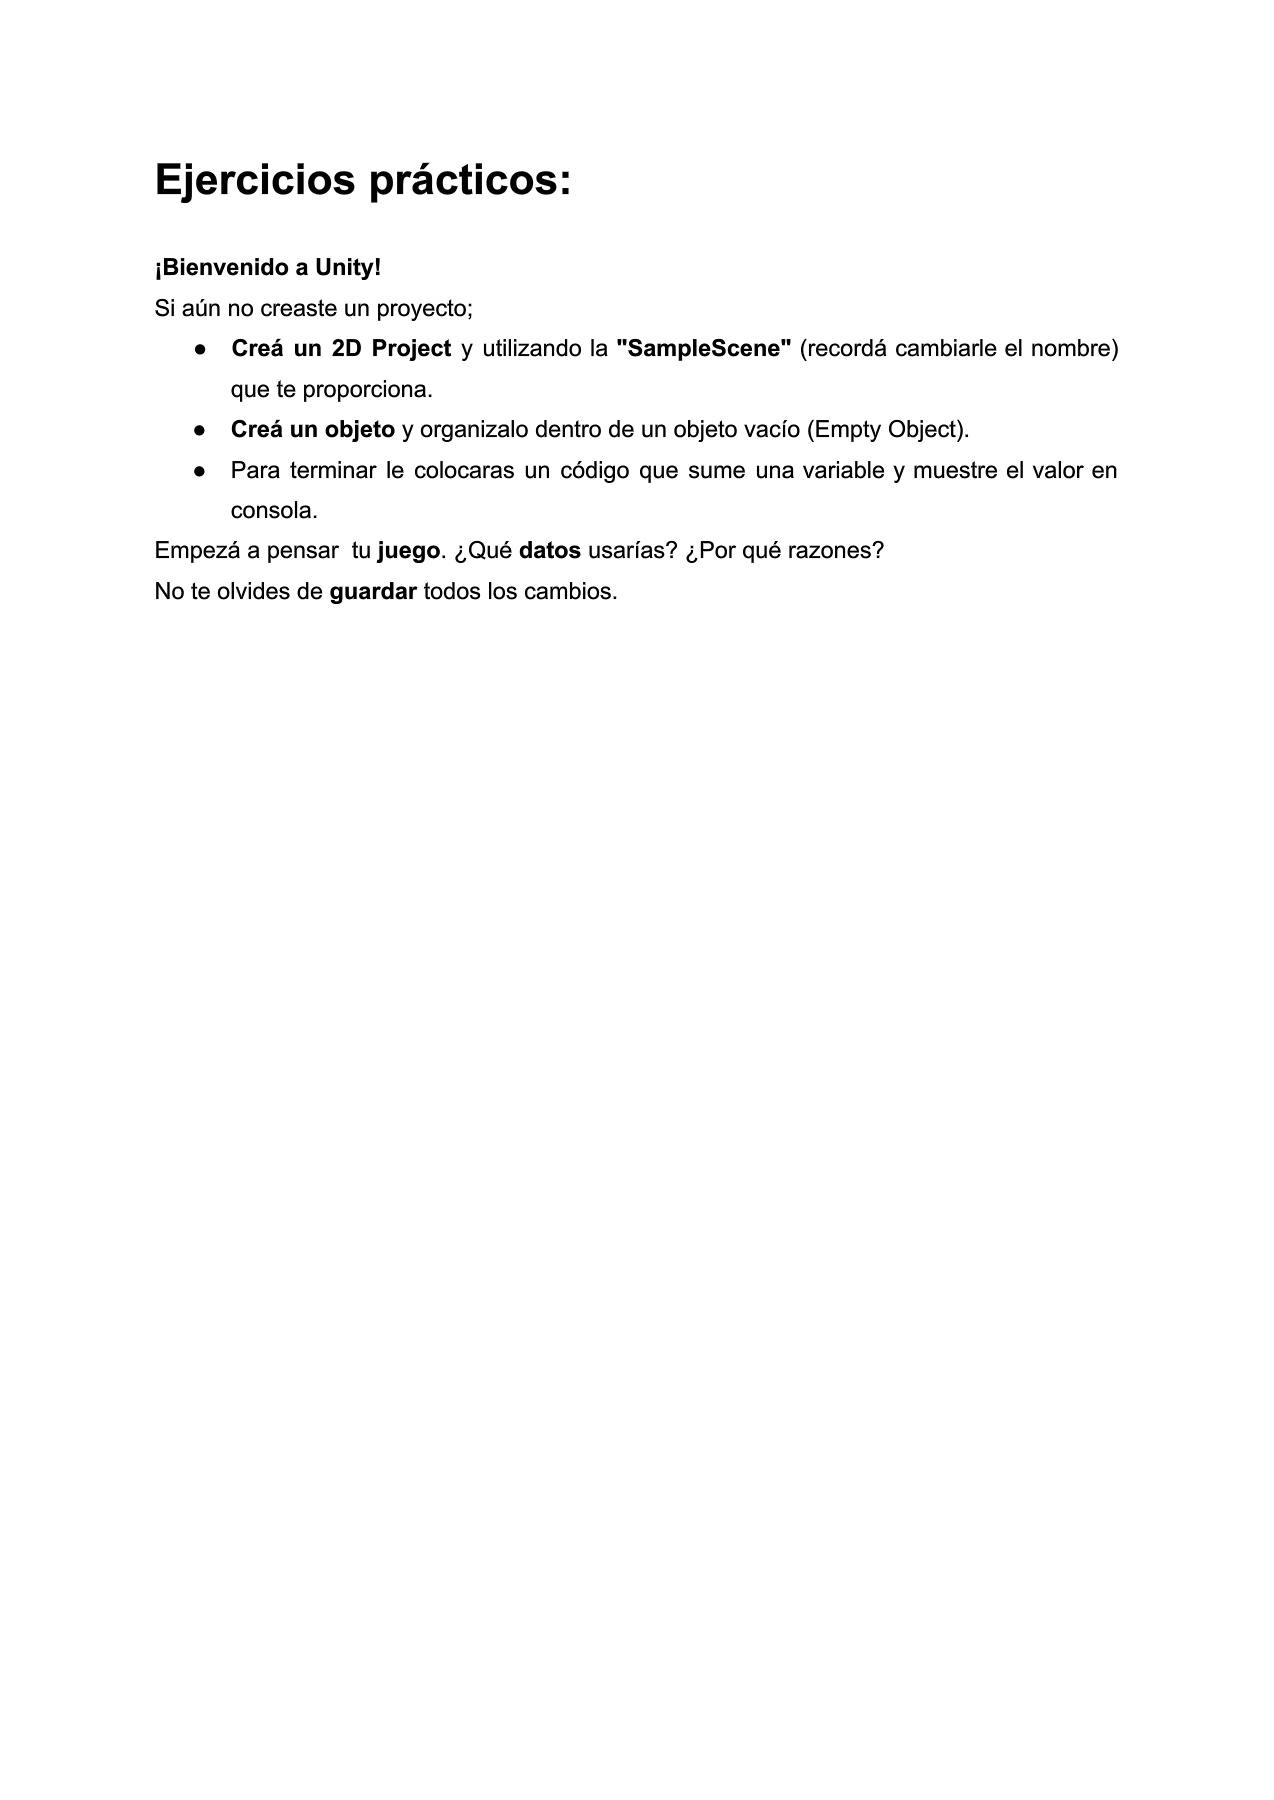 Ejercicios prácticos:
¡Bienvenido a Unity!
Si aún no creaste un proyecto;
● Creá un 2D Project y utilizando la "SampleScene" (recordá cambiarle el nombre)
que te proporciona.
● Creá un objeto y organizalo dentro de un objeto vacío (Empty Object).
● Para terminar le colocaras un código que sume una variable y muestre el valor en
consola.
Empezá a pensar  tu juego. ¿Qué datos usarías? ¿Por qué razones?
No te olvides de guardar todos los cambios.